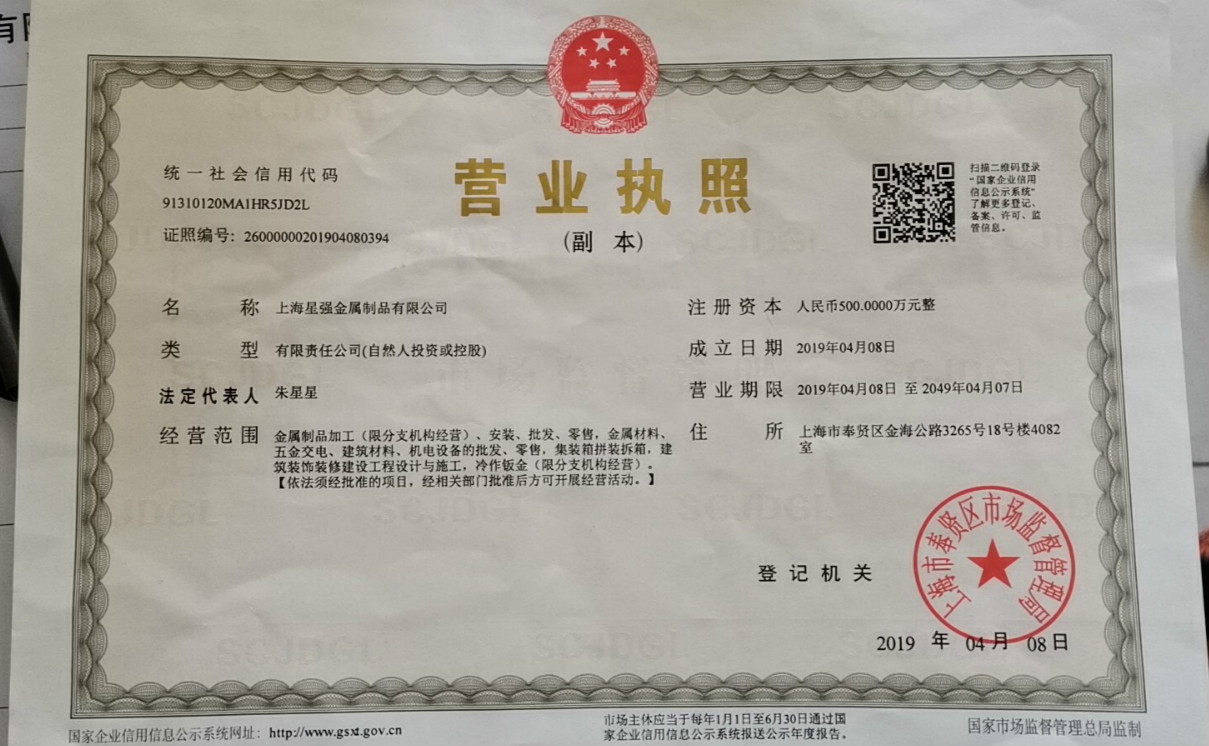 有
统一社会信用代码
91310120MA1HR5JD2L
证照编号：26000000201904080394
营业执照
（副 本）
扫描二维码登录
“国家企业信用
信息公示系统”
了解更多登记、
备案、许可、监
管信息。
名 称 上海星强金属制品有限公司
类 型 有限责任公司(自然人投资或控股)
法定代表人 朱星星
经营范围 金属制品加工（限分支机构经营）、安装、批发、零售，金属材料、
五金交电、建筑材料、机电设备的批发、零售，集装箱拼装拆箱，建
筑装饰装修建设工程设计与施工，冷作钣金（限分支机构经营）。
【依法须经批准的项目，经相关部门批准后方可开展经营活动。】
注册资本 人民币500.0000万元整
成立日期 2019年04月08日
营业期限 2019年04月08日 至 2049年04月07日
住 所 上海市奉贤区金海公路3265号18号楼4082
室
登记机关
上海市奉贤区市场监督管理局
2019 年 04 月 08 日
国家企业信用信息公示系统网址：http://www.gsxt.gov.cn
市场主体应当于每年1月1日至6月30日通过国
家企业信用信息公示系统报送公示年度报告。
国家市场监督管理总局监制